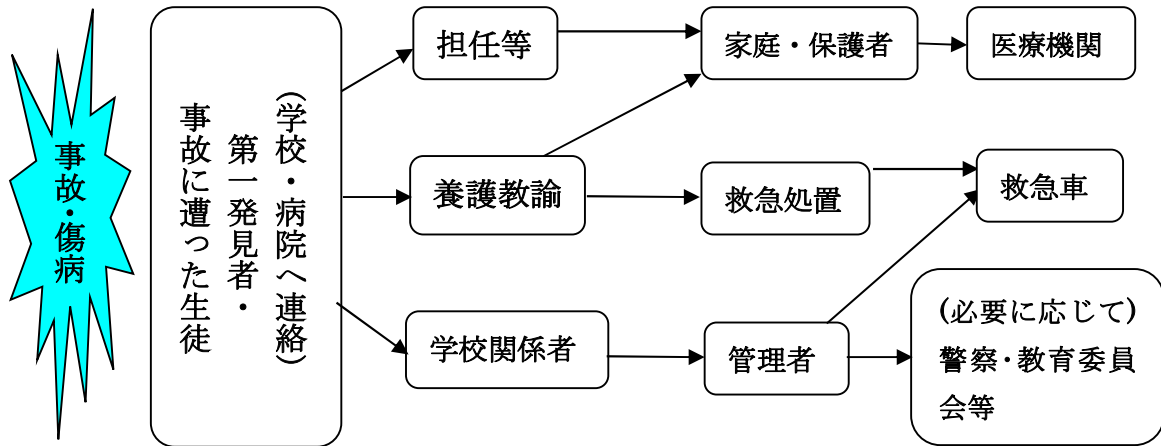 事故・傷病
(学校・病院へ連絡)
第一発見者・
事故に遭った生徒
担任等
家庭・保護者
医療機関
養護教諭
救急処置
救急車
学校関係者
管理者
(必要に応じて)
警察・教育委員
会等